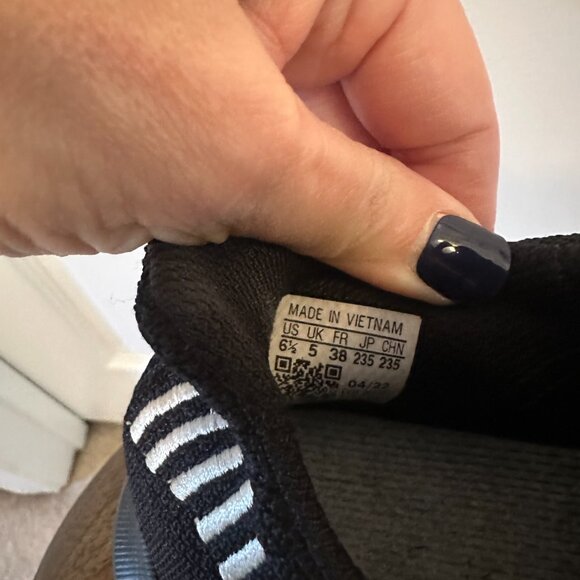 MADE IN VIETNAM
US UK FR JP CHN
6½ 5 38 235 235
04/22